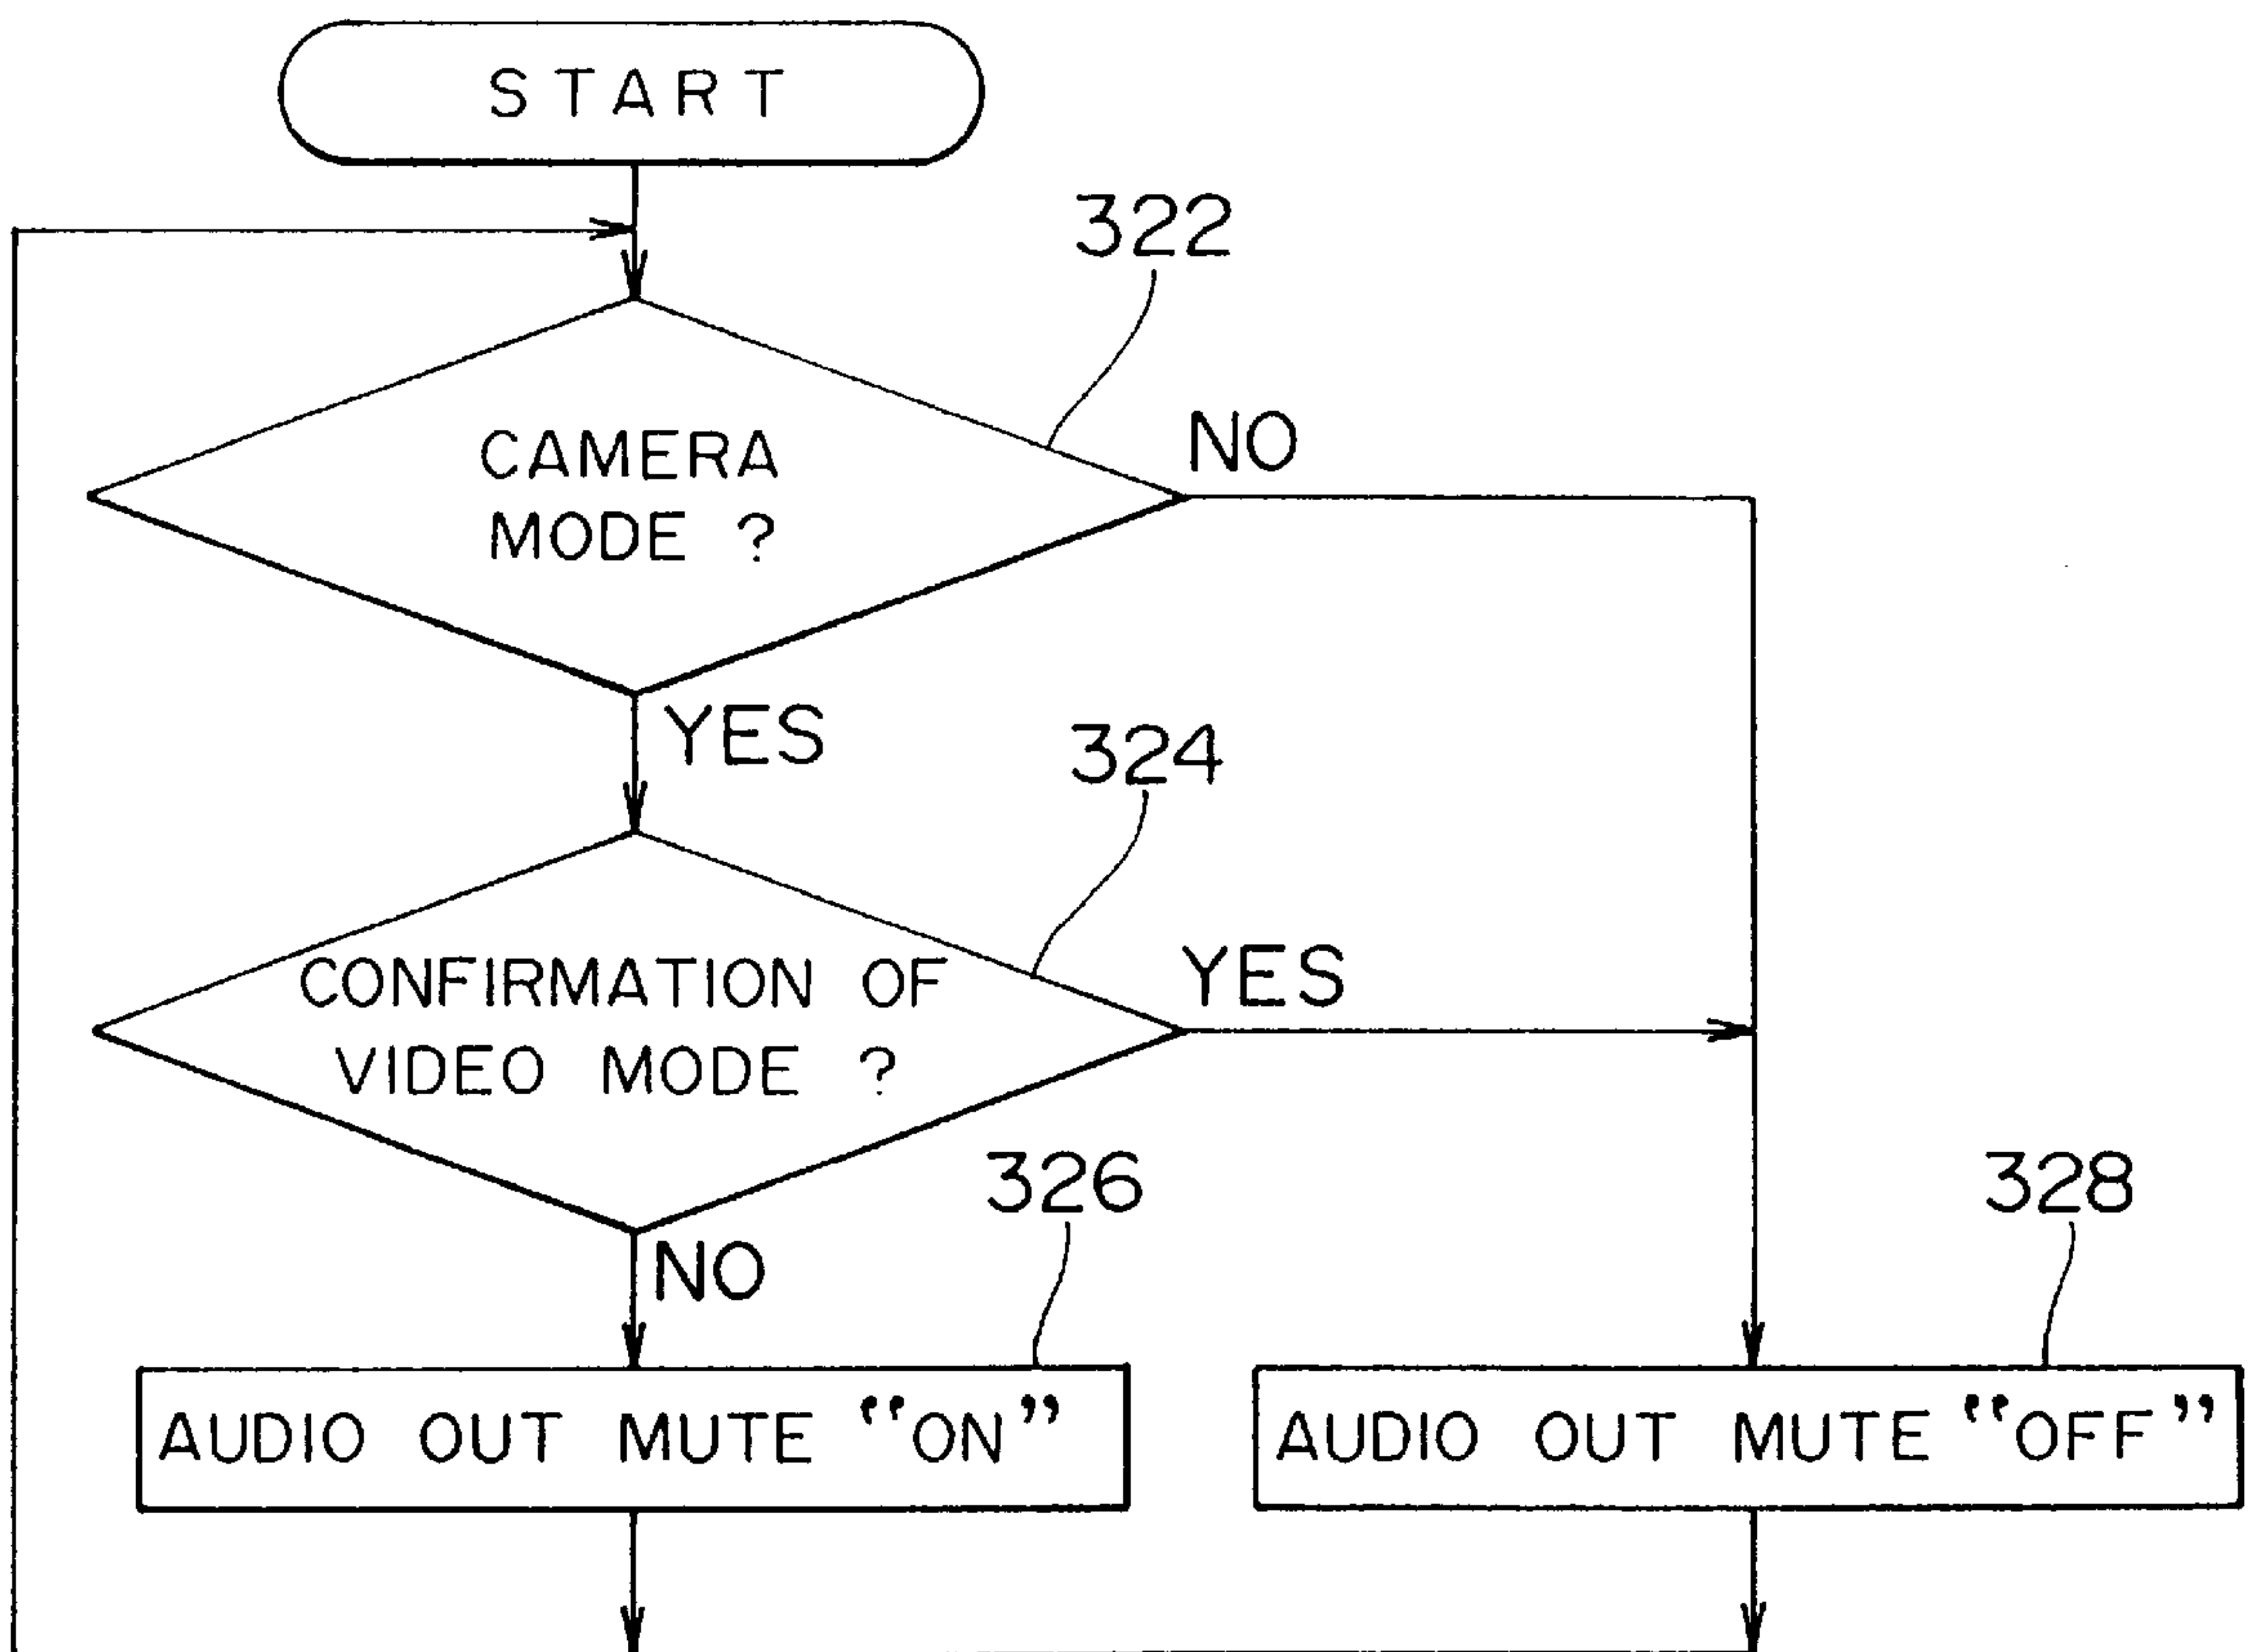 START
322
CAMERA
MODE ?
NO
YES
324
CONFIRMATION OF
VIDEO MODE ?
YES
NO
326
328
AUDIO OUT MUTE “ON”
AUDIO OUT MUTE “OFF”